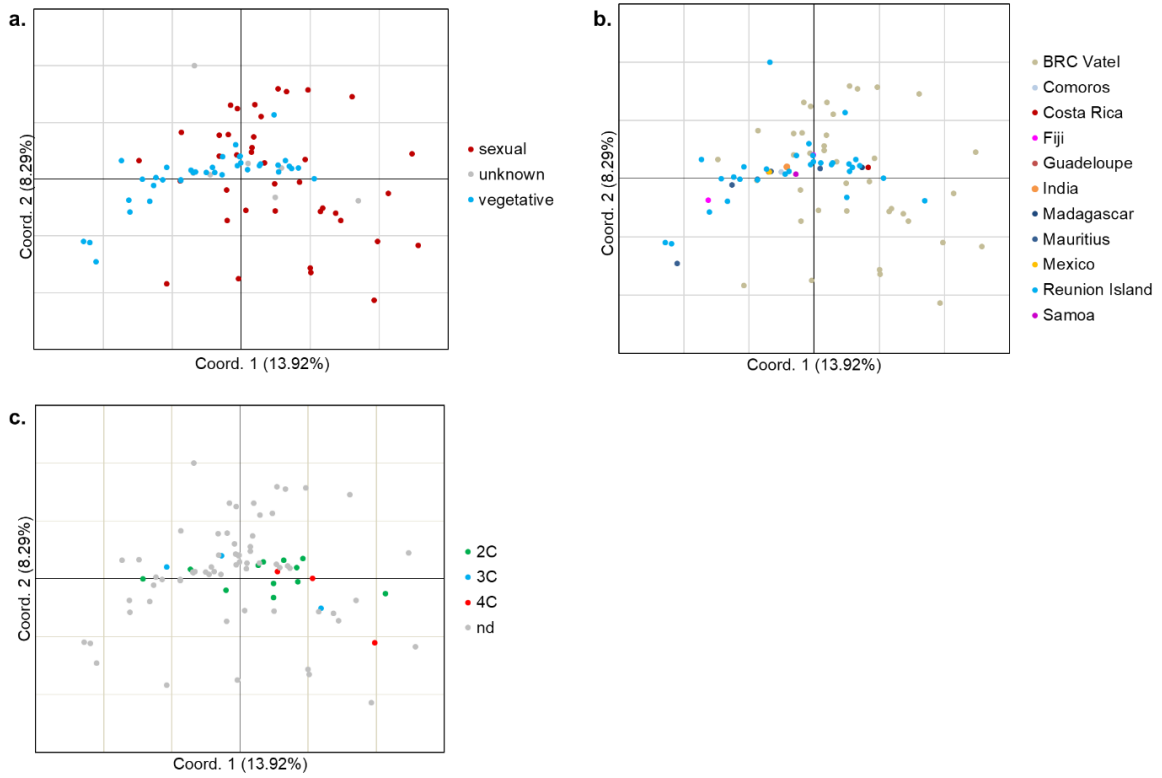 a.
Coord. 2 (8.29%)
Coord. 1 (13.92%)
sexual
unknown
vegetative
b.
Coord. 2 (8.29%)
Coord. 1 (13.92%)
BRC Vatel
Comoros
Costa Rica
Fiji
Guadeloupe
India
Madagascar
Mauritius
Mexico
Reunion Island
Samoa
c.
Coord. 2 (8.29%)
Coord. 1 (13.92%)
2C
3C
4C
nd